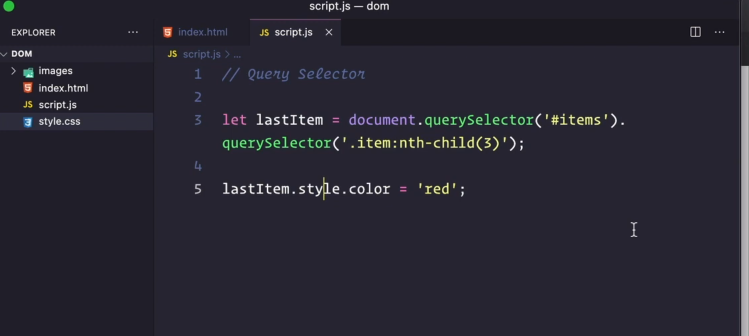 script.js — dom
EXPLORER ···
index.html
JS script.js ×
···
DOM
JS script.js > ...
images
index.html
JS script.js
style.css
1 // Query Selector
2
3 let lastItem = document.querySelector('#items').
querySelector('.item:nth-child(3)');
4
5 lastItem.style.color = 'red';